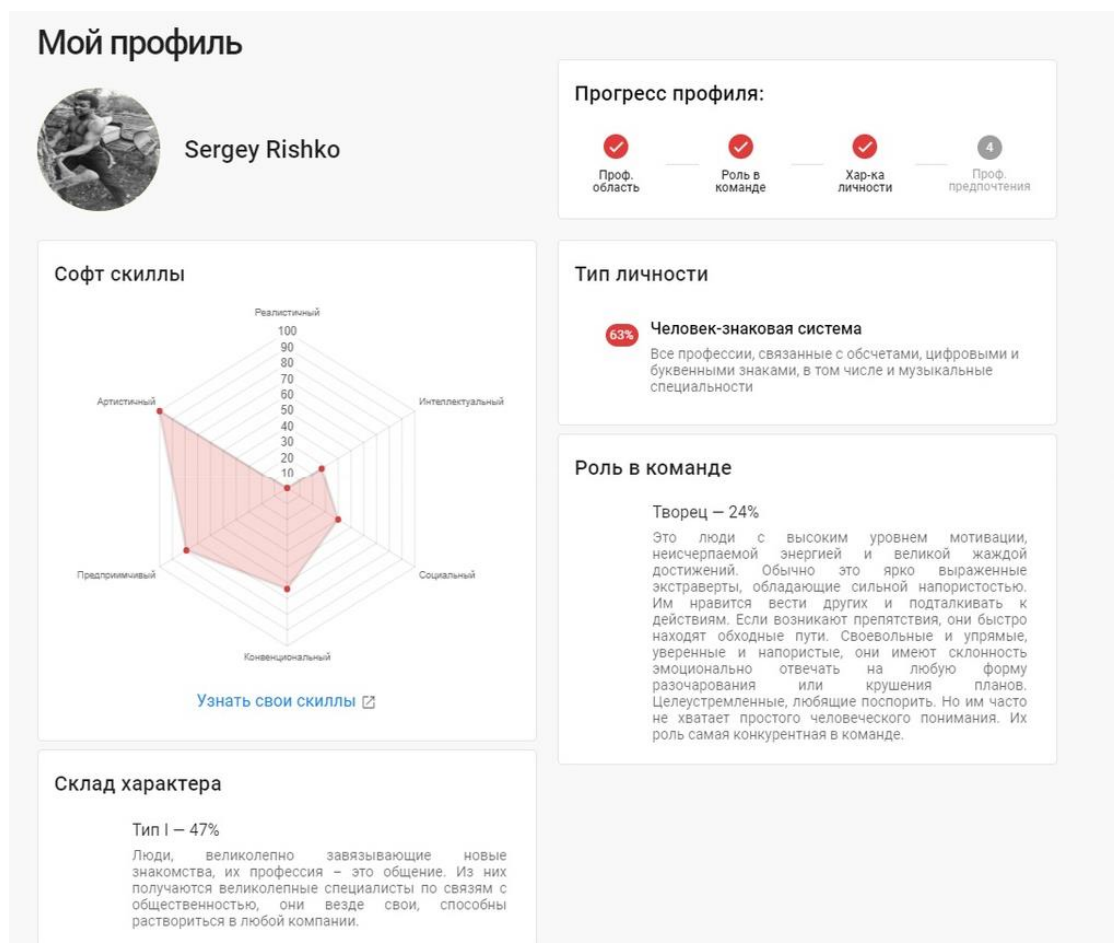 Мой профиль
Sergey Rishko
Прогресс профиля:
4
Проф.
область
Роль в
команде
Хар-ка
личности
Проф.
предпочтения
Софт скиллы
Реалистичный
100
90
80
70
60
50
40
30
20
10
Артистичный
Интеллектуальный
Предприимчивый
Социальный
Конвенциональный
Узнать свои скиллы
Тип личности
63%
Человек-знаковая система
Все профессии, связанные с обсчетами, цифровыми и
буквенными знаками, в том числе и музыкальные
специальности
Роль в команде
Творец — 24%
Это люди с высоким уровнем мотивации,
неисчерпаемой энергией и великой жаждой
достижений. Обычно это ярко выраженные
экстраверты, обладающие сильной напористостью.
Им нравится вести других и подталкивать к
действиям. Если возникают препятствия, они быстро
находят обходные пути. Своевольные и упрямые,
уверенные и напористые, они имеют склонность
эмоционально отвечать на любую форму
разочарования или крушения планов.
Целеустремленные, любящие поспорить. Но им часто
не хватает простого человеческого понимания. Их
роль самая конкурентная в команде.
Склад характера
Тип I — 47%
Люди, великолепно завязывающие новые
знакомства, их профессия – это общение. Из них
получаются великолепные специалисты по связям с
общественностью, они везде свои, способны
раствориться в любой компании.